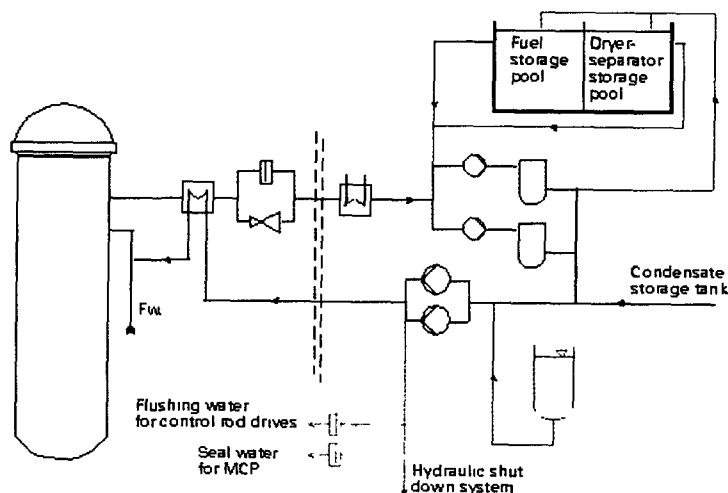 Fuel
storage
pool
Dryer-
separator
storage
pool
Condensate
storage tank
Fw
Flushing water
for control rod drives
Seal water
for MCP
Hydraulic shut
down system